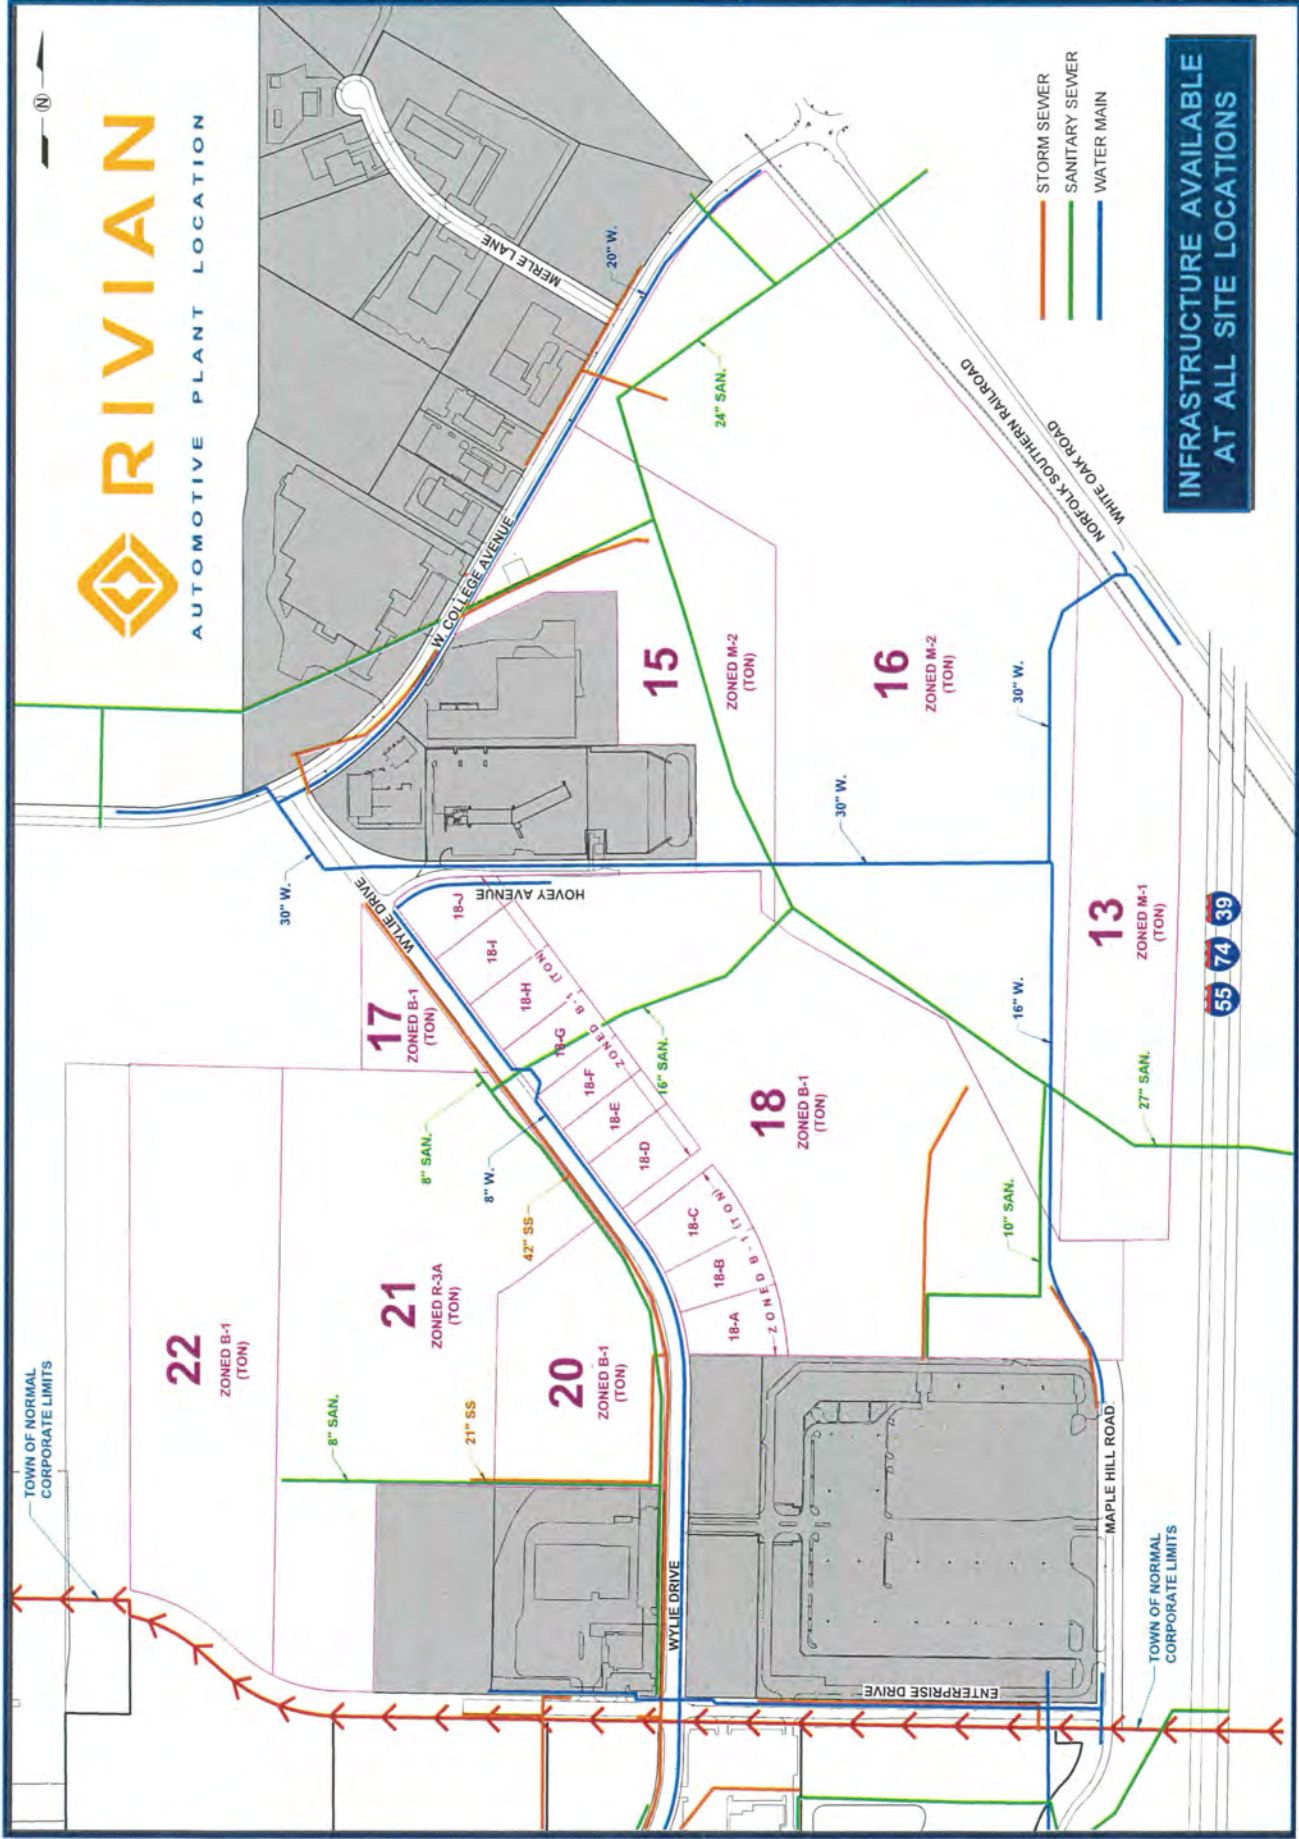 RIVIAN
AUTOMOTIVE PLANT LOCATION
N
STORM SEWER
SANITARY SEWER
WATER MAIN
INFRASTRUCTURE AVAILABLE
AT ALL SITE LOCATIONS
TOWN OF NORMAL
CORPORATE LIMITS
22
ZONED B-1
(TON)
8" SAN.
21
ZONED R-3A
(TON)
21" SS
20
ZONED B-1
(TON)
17
ZONED B-1
(TON)
8" SAN.
8" W.
42" SS
30" W.
WYLIE DRIVE
WYLIE DRIVE
HOVEY AVENUE
W. COLLEGE AVENUE
MERLE LANE
20" W.
24" SAN.
18-A
18-B
18-C
18-D
18-E
18-F
18-G
18-H
18-I
18-J
ZONED B-1 (TON)
ZONED B-1 (TON)
16" SAN.
18
ZONED B-1
(TON)
15
ZONED M-2
(TON)
16
ZONED M-2
(TON)
30" W.
30" W.
16" W.
10" SAN.
27" SAN.
13
ZONED M-1
(TON)
NORFOLK SOUTHERN RAILROAD
WHITE OAK ROAD
MAPLE HILL ROAD
ENTERPRISE DRIVE
TOWN OF NORMAL
CORPORATE LIMITS
55
74
39